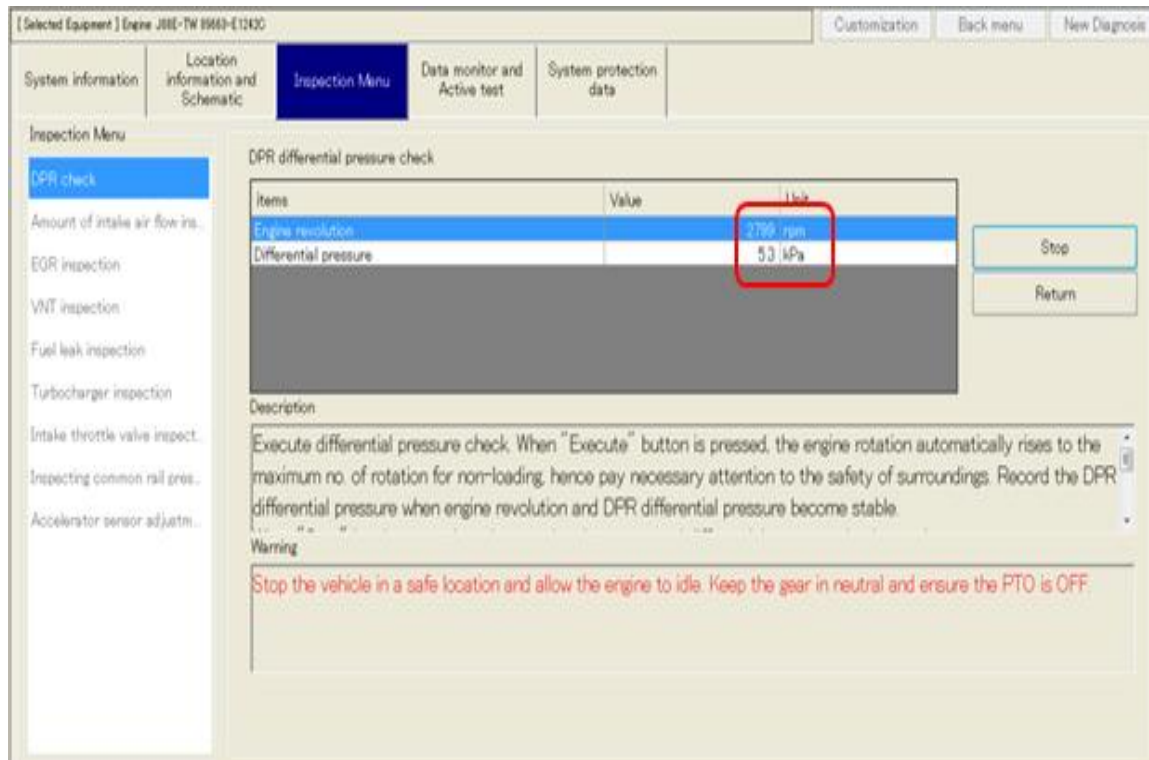 [ Selected Equipment ] Engine J08E-TW 89663-E1242C
Customization
Back menu
New Diagnosis
System information
Location
information and
Schematic
Inspection Menu
Data monitor and
Active test
System protection
data
Inspection Menu
DPR check
Amount of intake air flow ins...
EGR inspection
VNT inspection
Fuel leak inspection
Turbocharger inspection
Intake throttle valve inspect...
Inspecting common rail pres...
Accelerator sensor adjustm...
DPR differential pressure check
Items Value Unit
Engine revolution 2799 rpm
Differential pressure 5.3 kPa
Stop
Return
Description
Execute differential pressure check. When "Execute" button is pressed, the engine rotation automatically rises to the
maximum no. of rotation for non-loading, hence pay necessary attention to the safety of surroundings. Record the DPR
differential pressure when engine revolution and DPR differential pressure become stable.
Warning
Stop the vehicle in a safe location and allow the engine to idle. Keep the gear in neutral and ensure the PTO is OFF